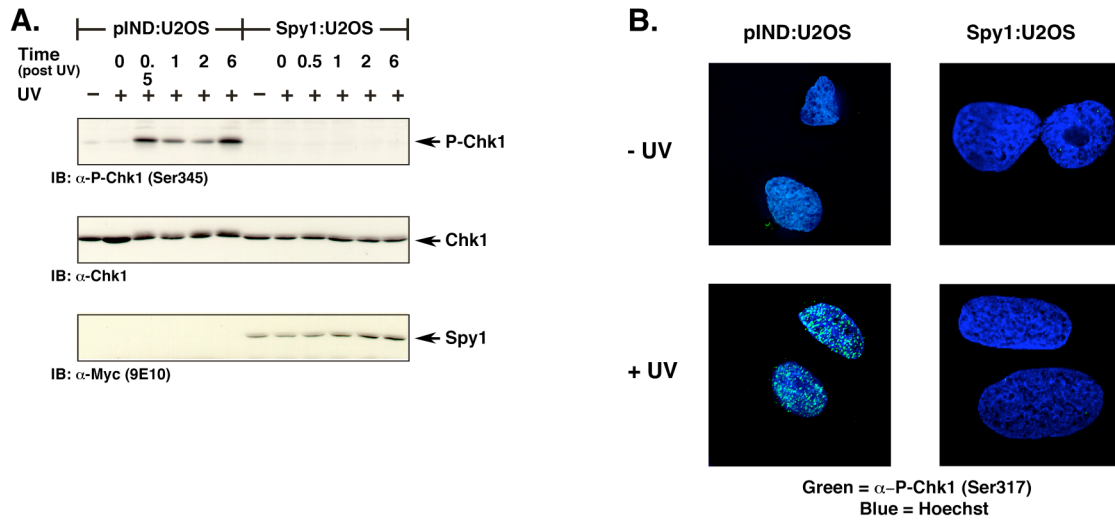 A.
pIND:U2OS Spy1:U2OS
Time 0 0.5 1 2 6 0 0.5 1 2 6
(post UV)
UV – + + + + + – + + + + +
P-Chk1
IB: α-P-Chk1 (Ser345)
Chk1
IB: α-Chk1
Spy1
IB: α-Myc (9E10)
B.
pIND:U2OS Spy1:U2OS
- UV
+ UV
Green = α–P-Chk1 (Ser317)
Blue = Hoechst